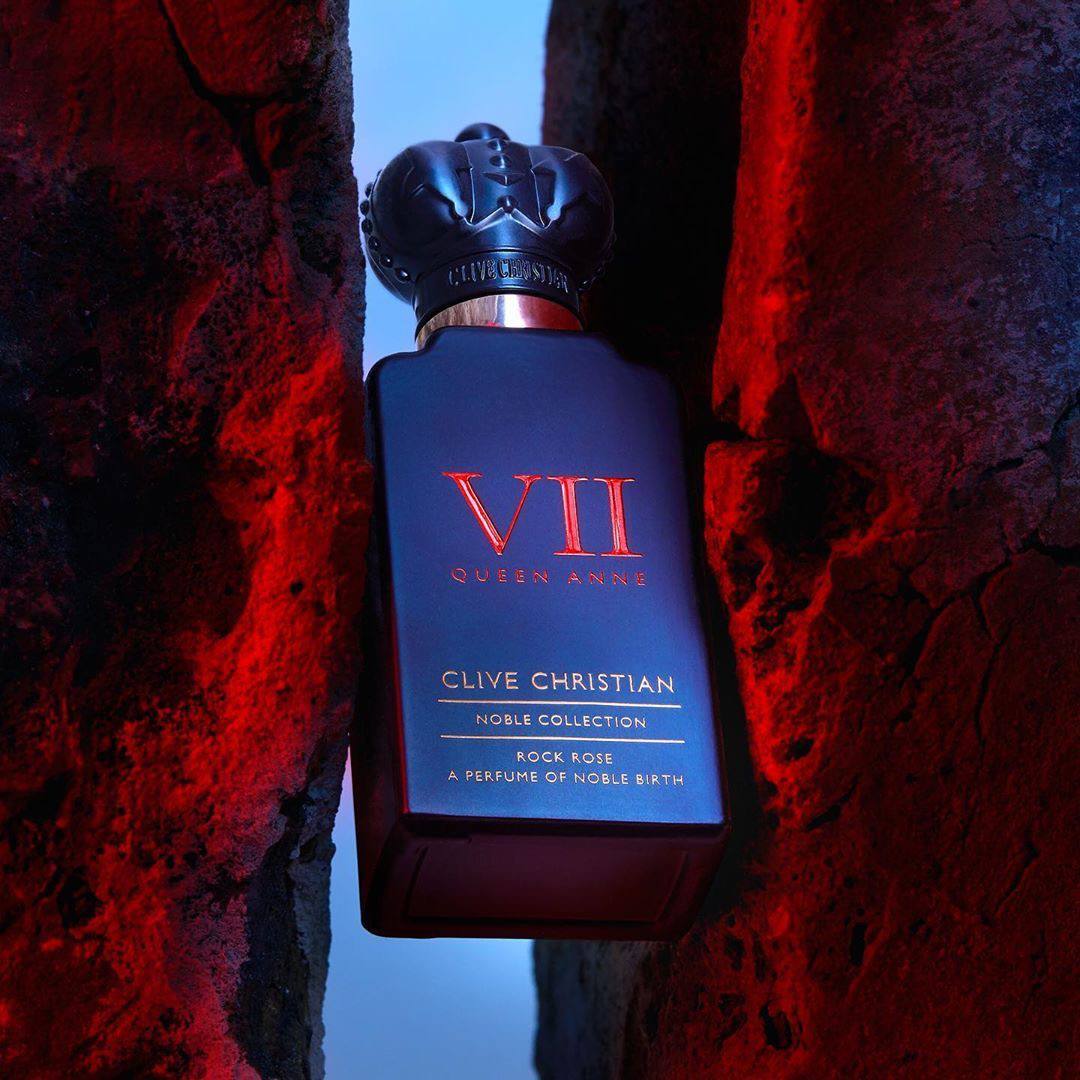 CLIVE CHRISTIAN
VII
QUEEN ANNE
CLIVE CHRISTIAN
NOBLE COLLECTION
ROCK ROSE
A PERFUME OF NOBLE BIRTH